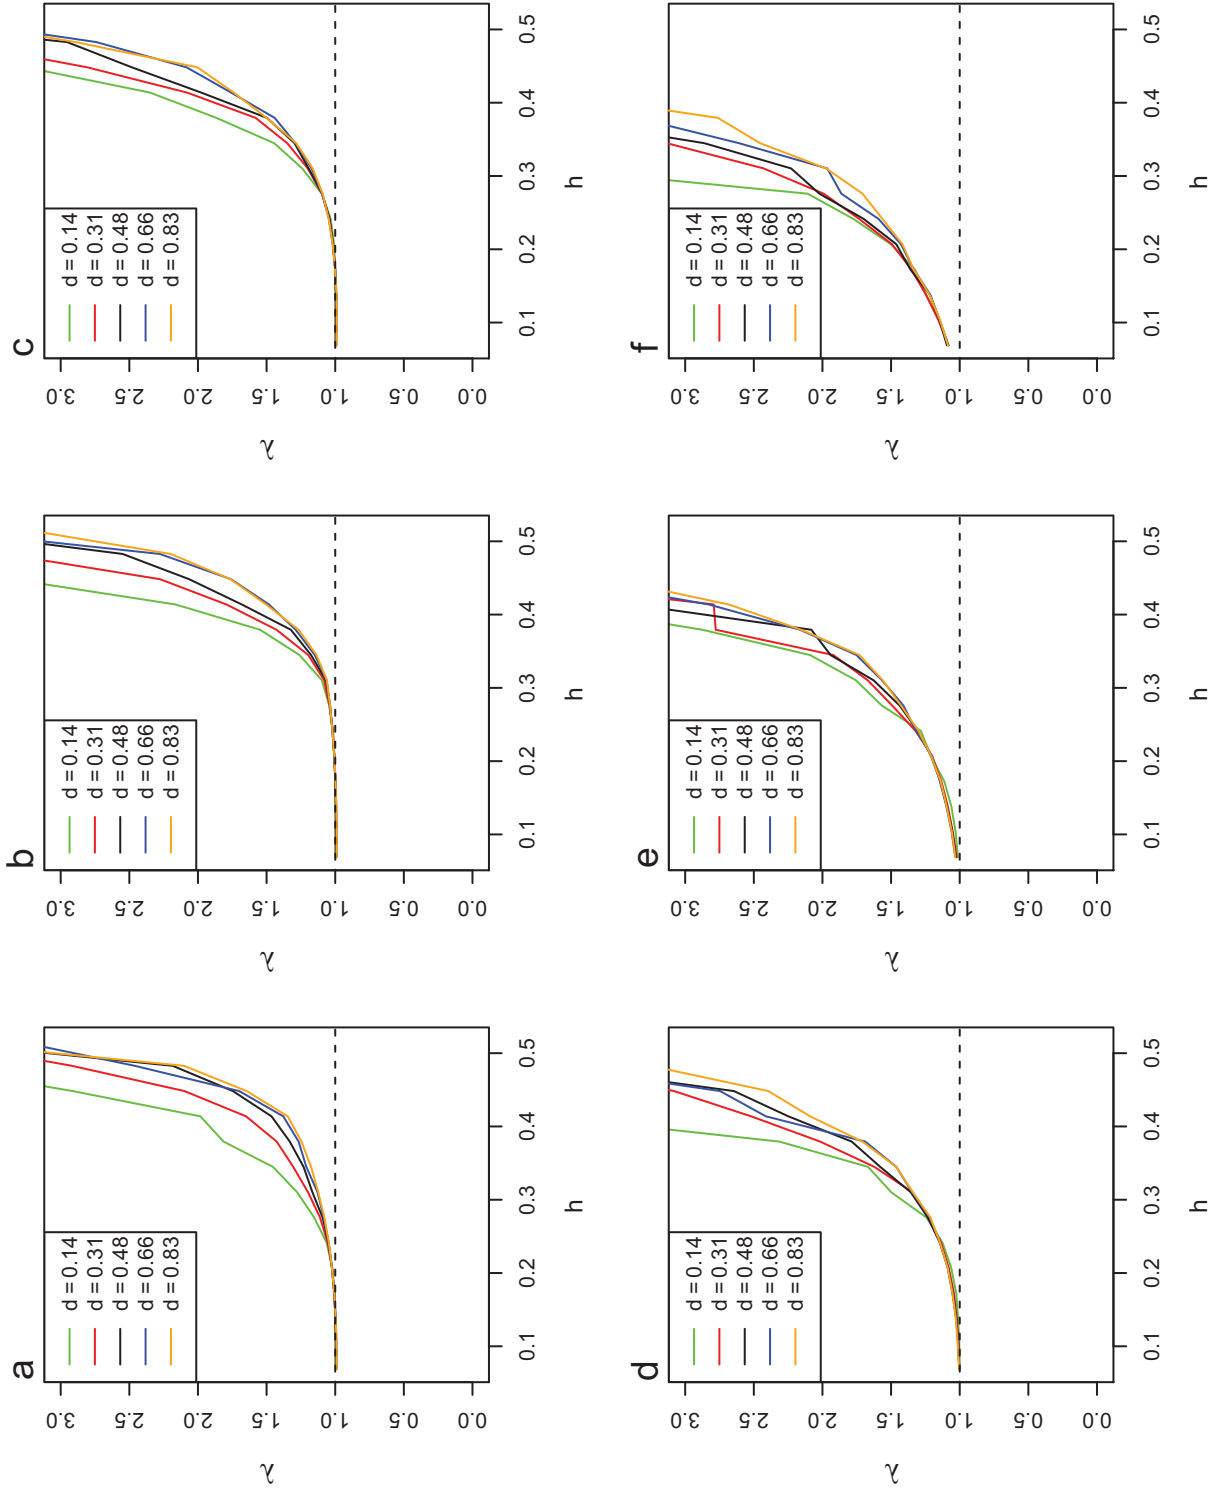 a
λ
3.0
2.5
2.0
1.5
1.0
0.5
0.0
d = 0.14
d = 0.31
d = 0.48
d = 0.66
d = 0.83
0.1 0.2 0.3 0.4 0.5
h
b
λ
3.0
2.5
2.0
1.5
1.0
0.5
0.0
d = 0.14
d = 0.31
d = 0.48
d = 0.66
d = 0.83
0.1 0.2 0.3 0.4 0.5
h
c
λ
3.0
2.5
2.0
1.5
1.0
0.5
0.0
d = 0.14
d = 0.31
d = 0.48
d = 0.66
d = 0.83
0.1 0.2 0.3 0.4 0.5
h
d
λ
3.0
2.5
2.0
1.5
1.0
0.5
0.0
d = 0.14
d = 0.31
d = 0.48
d = 0.66
d = 0.83
0.1 0.2 0.3 0.4 0.5
h
e
λ
3.0
2.5
2.0
1.5
1.0
0.5
0.0
d = 0.14
d = 0.31
d = 0.48
d = 0.66
d = 0.83
0.1 0.2 0.3 0.4 0.5
h
f
λ
3.0
2.5
2.0
1.5
1.0
0.5
0.0
d = 0.14
d = 0.31
d = 0.48
d = 0.66
d = 0.83
0.1 0.2 0.3 0.4 0.5
h